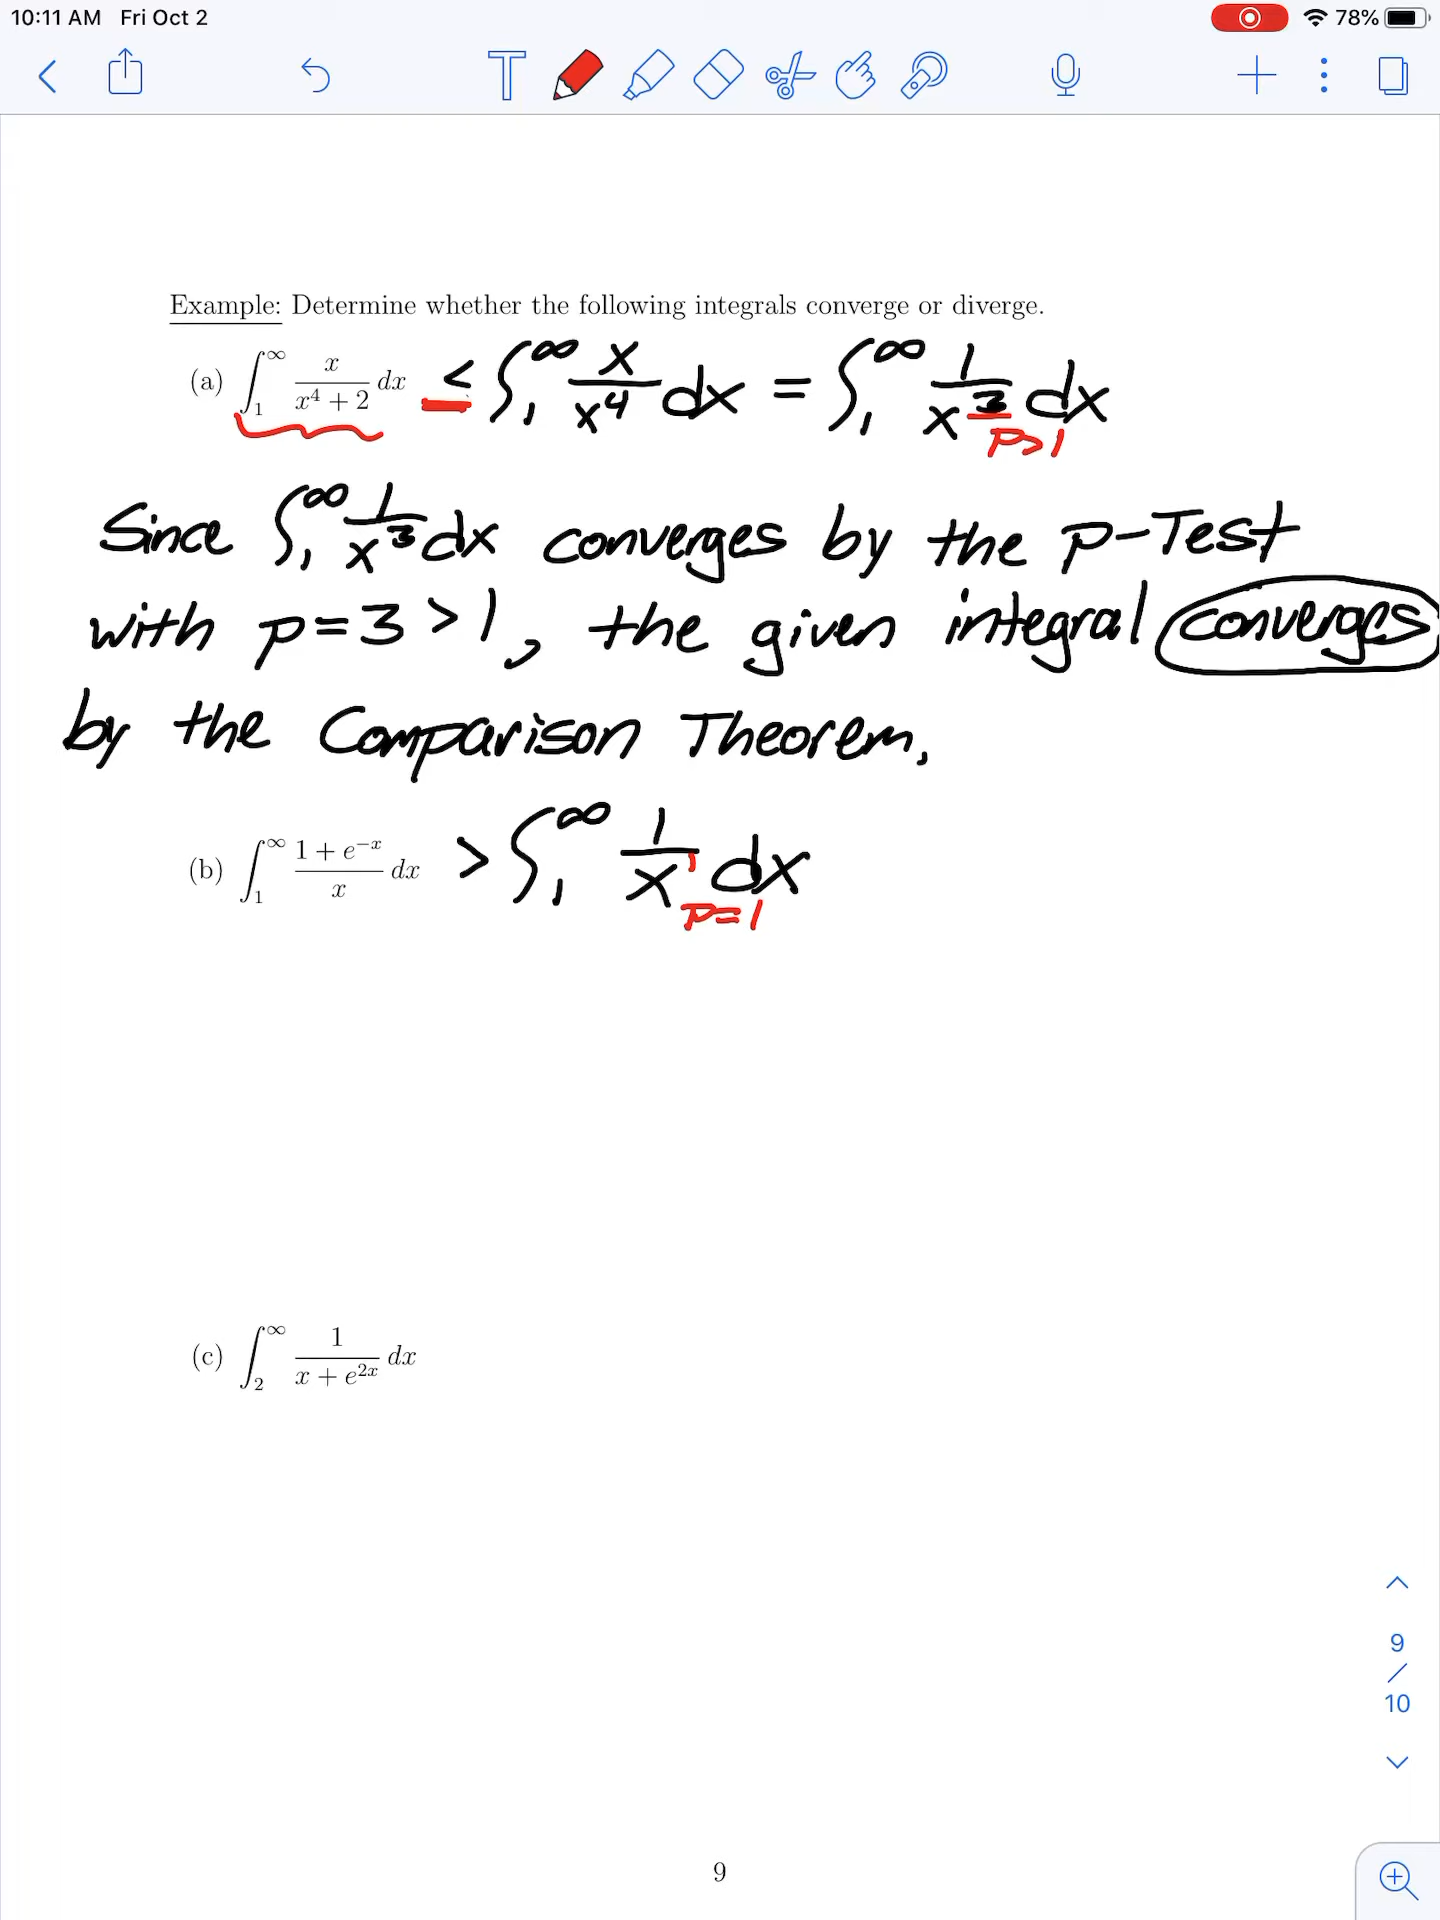 10:11 AM Fri Oct 2 78%
Example: Determine whether the following integrals converge or diverge.
(a) ∫₁^∞ x/(x⁴ + 2) dx ≤ ∫₁^∞ x/x⁴ dx = ∫₁^∞ 1/x³ dx
p>1
Since ∫₁^∞ 1/x³ dx converges by the p-Test
with p=3>1, the given integral converges
by the Comparison Theorem.
(b) ∫₁^∞ (1 + e^(−x))/x dx > ∫₁^∞ 1/x¹ dx
p=1
(c) ∫₂^∞ 1/(x + e^(2x)) dx
9
/
10
9